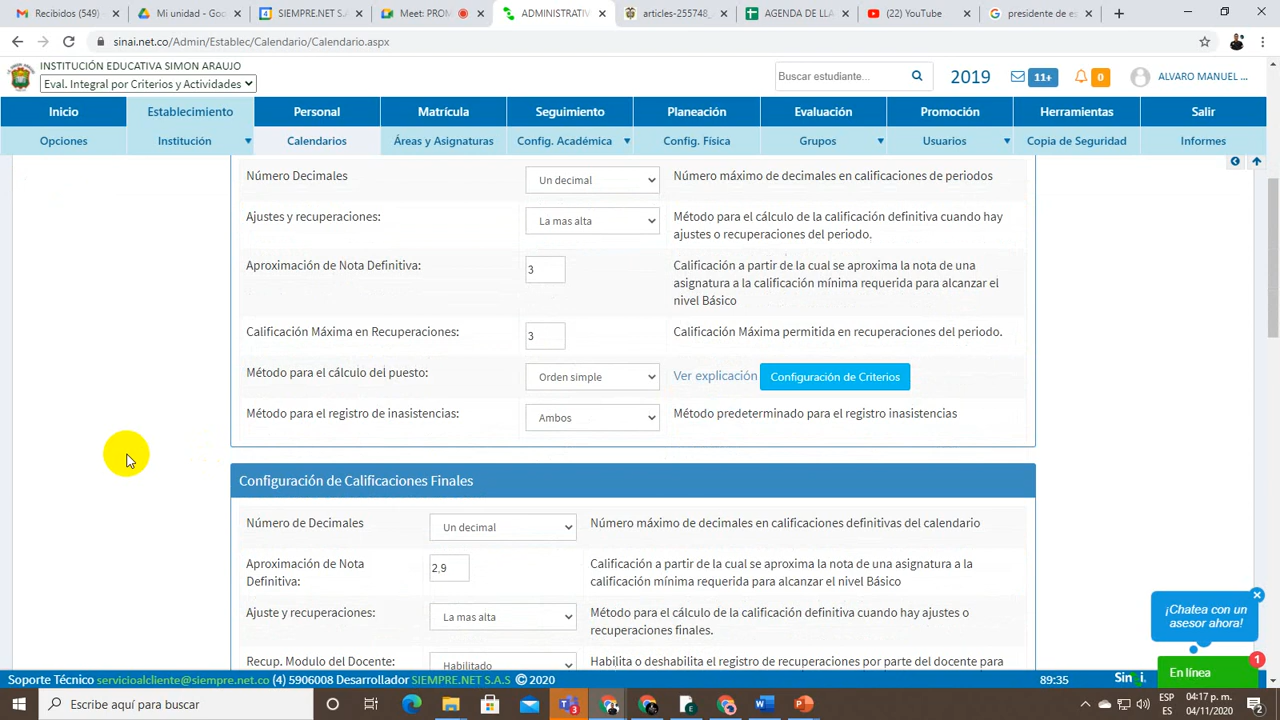 Recibidos (549)
Mi unidad - Goo
SIEMPRE.NET S.A
Meet: PROM
ADMINISTRATIV
articles-255748
AGENDA DE LLA
(22) YouTube
presidente de es
sinai.net.co/Admin/Establec/Calendario/Calendario.aspx
INSTITUCIÓN EDUCATIVA SIMON ARAUJO
Eval. Integral por Criterios y Actividades
Buscar estudiante...
2019
11+
0
ALVARO MANUEL ...
Inicio
Establecimiento
Personal
Matrícula
Seguimiento
Planeación
Evaluación
Promoción
Herramientas
Salir
Opciones
Institución
Calendarios
Áreas y Asignaturas
Config. Académica
Config. Física
Grupos
Usuarios
Copia de Seguridad
Informes
Número Decimales
Un decimal
Número máximo de decimales en calificaciones de periodos
Ajustes y recuperaciones:
La mas alta
Método para el cálculo de la calificación definitiva cuando hay
ajustes o recuperaciones del periodo.
Aproximación de Nota Definitiva:
3
Calificación a partir de la cual se aproxima la nota de una
asignatura a la calificación mínima requerida para alcanzar el
nivel Básico
Calificación Máxima en Recuperaciones:
3
Calificación Máxima permitida en recuperaciones del periodo.
Método para el cálculo del puesto:
Orden simple
Ver explicación
Configuración de Criterios
Método para el registro de inasistencias:
Ambos
Método predeterminado para el registro inasistencias
Configuración de Calificaciones Finales
Número de Decimales
Un decimal
Número máximo de decimales en calificaciones definitivas del calendario
Aproximación de Nota
Definitiva:
2,9
Calificación a partir de la cual se aproxima la nota de una asignatura a la
calificación mínima requerida para alcanzar el nivel Básico
Ajuste y recuperaciones:
La mas alta
Método para el cálculo de la calificación definitiva cuando hay ajustes o
recuperaciones finales.
Recup. Modulo del Docente:
Habilitado
Habilita o deshabilita el registro de recuperaciones por parte del docente para
¡Chatea con un
asesor ahora!
En línea
1
Soporte Técnico servicioalcliente@siempre.net.co (4) 5906008 Desarrollador SIEMPRE.NET S.A.S © 2020
89:35
Sinai.
Escribe aquí para buscar
ESP
ES
04:17 p. m.
04/11/2020
2